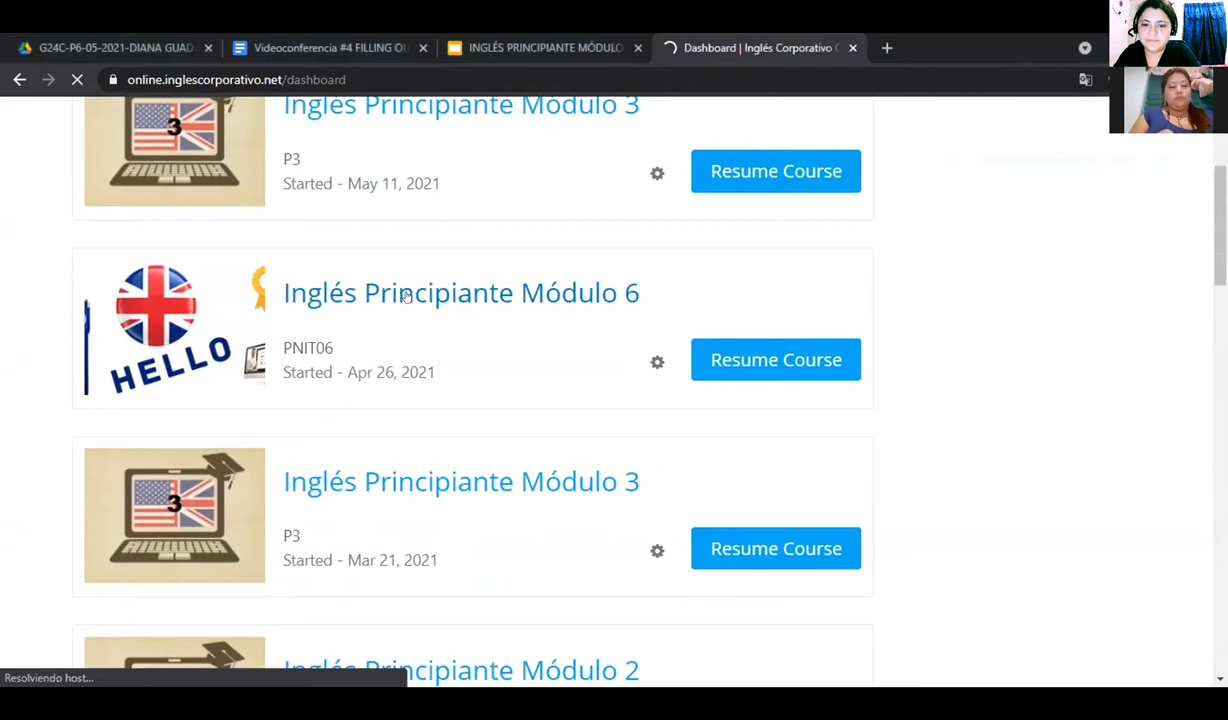 G24C-P6-05-2021-DIANA GUAD
Videoconferencia #4 FILLING OU
INGLÉS PRINCIPIANTE MÓDULO
Dashboard | Inglés Corporativo
online.inglescorporativo.net/dashboard
3
Inglés Principiante Módulo 3
P3
Started - May 11, 2021
Resume Course
HELLO
Inglés Principiante Módulo 6
PNIT06
Started - Apr 26, 2021
Resume Course
3
Inglés Principiante Módulo 3
P3
Started - Mar 21, 2021
Resume Course
Inglés Principiante Módulo 2
Resolviendo host...